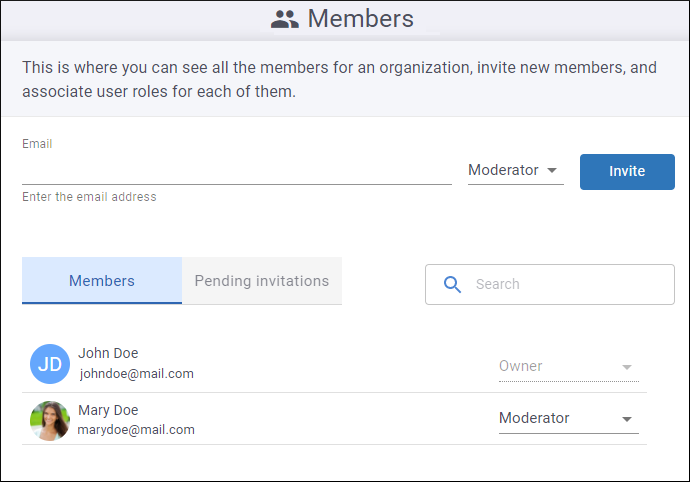 Members
This is where you can see all the members for an organization, invite new members, and
associate user roles for each of them.
Email
Moderator
Invite
Enter the email address
Members
Pending invitations
Search
JD
John Doe
johndoe@mail.com
Owner
Mary Doe
marydoe@mail.com
Moderator